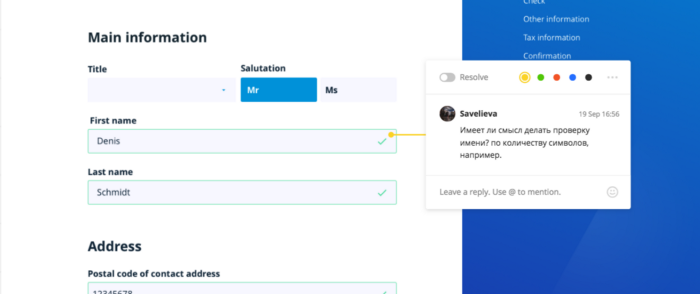 Check
Other information
Tax information
Confirmation
Main information
Title
Salutation
Mr
Ms
First name
Denis
Last name
Schmidt
Address
Postal code of contact address
12345678
Resolve
Savelieva
19 Sep 16:56
Имеет ли смысл делать проверку
имени? по количеству символов,
например.
Leave a reply. Use @ to mention.